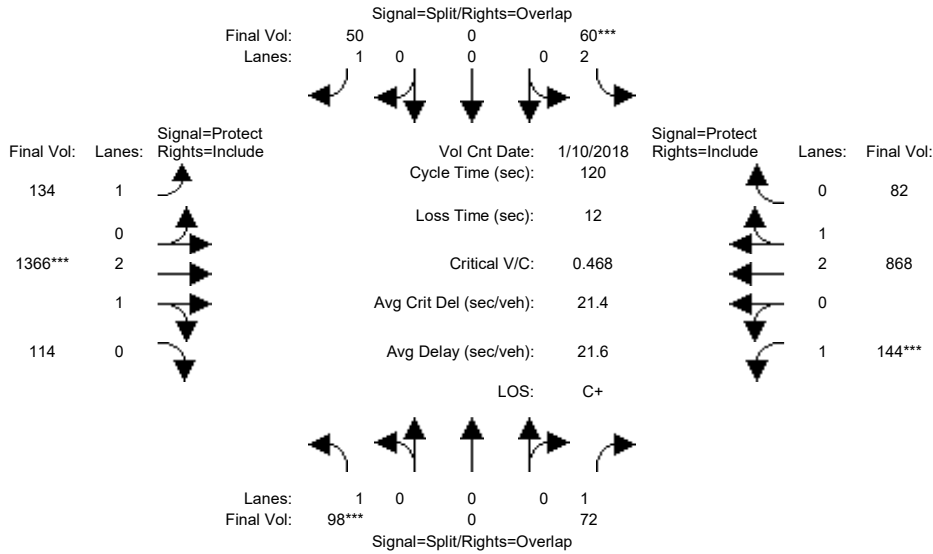 Signal=Split/Rights=Overlap
Final Vol: 50 0 60***
Lanes: 1 0 0 0 2
Signal=Protect Signal=Protect
Final Vol: Lanes: Rights=Include Vol Cnt Date: 1/10/2018 Rights=Include Lanes: Final Vol:
Cycle Time (sec): 120
134 1 0 82
Loss Time (sec): 12
0 1
1366*** 2 Critical V/C: 0.468 2 868
1 Avg Crit Del (sec/veh): 21.4 0
114 0 Avg Delay (sec/veh): 21.6 1 144***
LOS: C+
Lanes: 1 0 0 0 1
Final Vol: 98*** 0 72
Signal=Split/Rights=Overlap